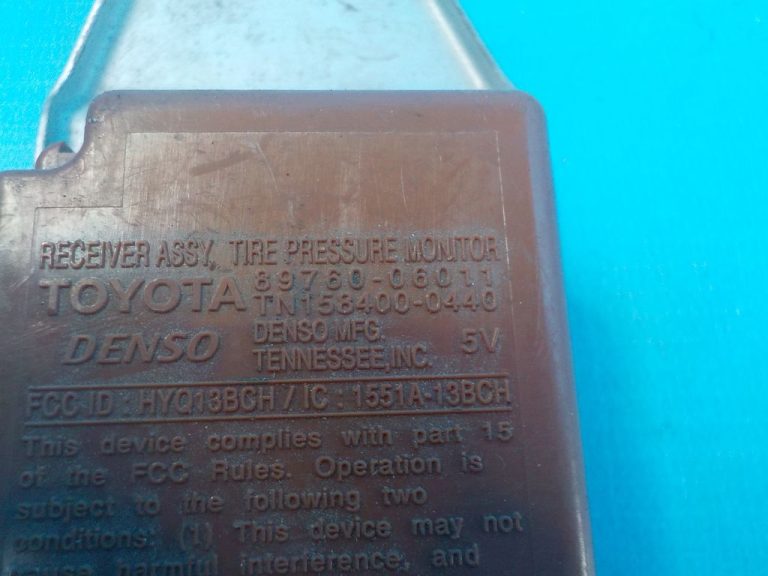 RECEIVER ASSY, TIRE PRESSURE MONITOR
TOYOTA 89760-06011
TN158400-0440
DENSO DENSO MFG. 5V
TENNESSEE, INC.
FCC ID : HYQ13BCH / IC : 1551A-13BCH
This device complies with part 15
of the FCC Rules. Operation is
subject to the following two
conditions: (1) This device may not
cause harmful interference, and